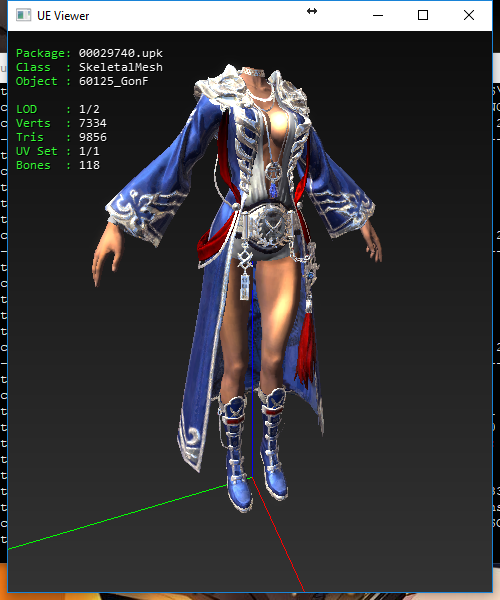 UE Viewer
Package: 00029740.upk
Class : SkeletalMesh
Object : 60125_GonF
LOD : 1/2
Verts : 7334
Tris : 9856
UV Set : 1/1
Bones : 118